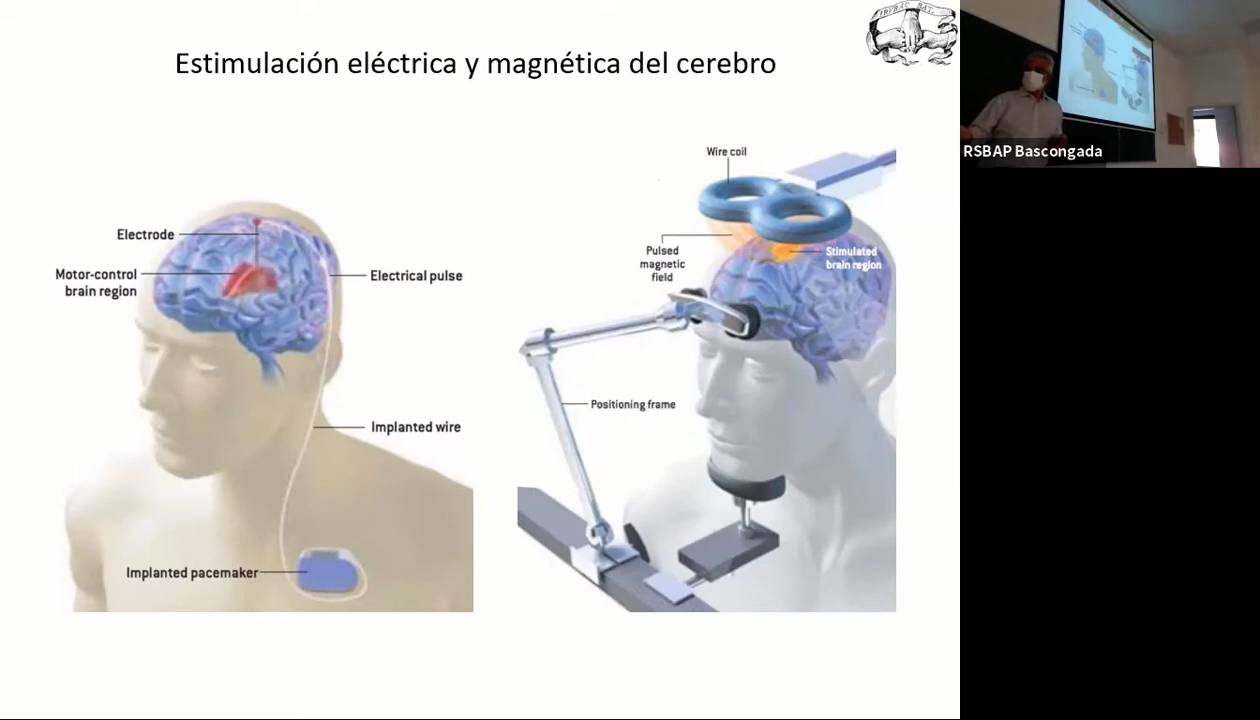 Estimulación eléctrica y magnética del cerebro
Electrode
Motor-control
brain region
Electrical pulse
Implanted wire
Implanted pacemaker
Wire coil
Pulsed
magnetic
field
Stimulated
brain region
Positioning frame
RSBAP Bascongada